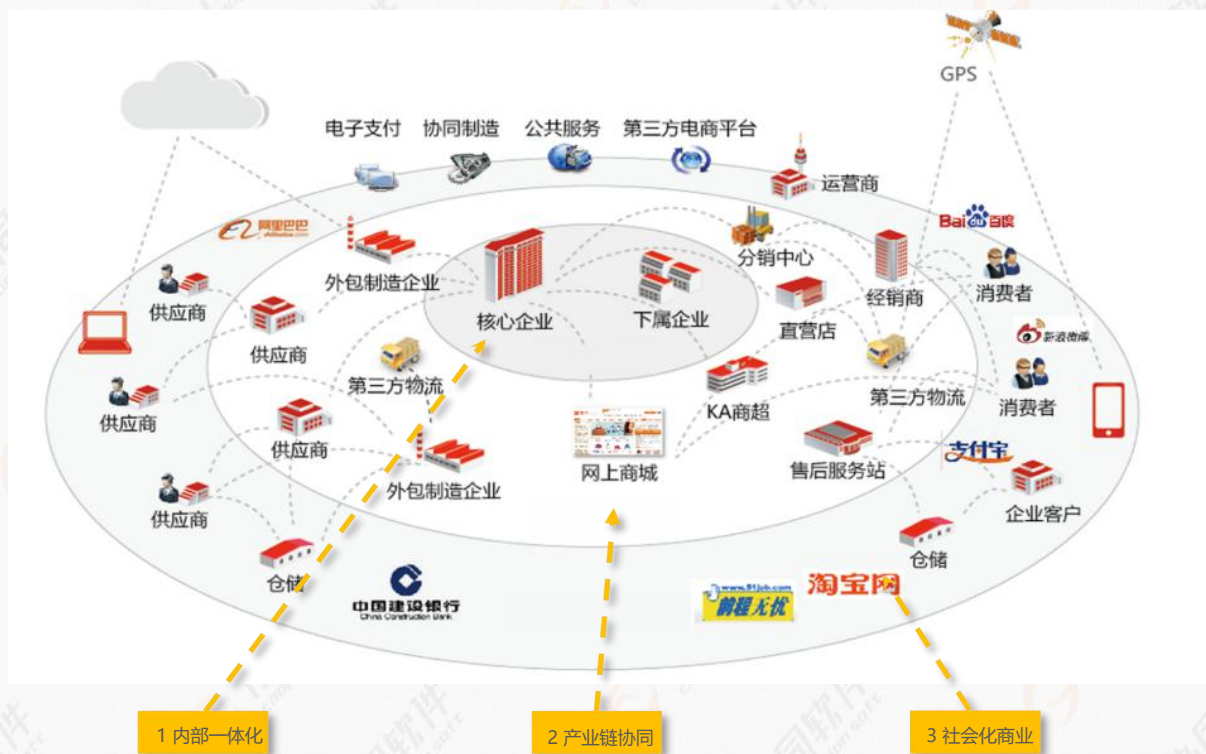 GPS
电子支付
协同制造
公共服务
第三方电商平台
运营商
阿里巴巴
Alibaba.com
Bai du 百度
外包制造企业
分销中心
供应商
核心企业
下属企业
经销商
消费者
直营店
供应商
新浪微博
第三方物流
KA商超
第三方物流
消费者
供应商
供应商
网上商城
售后服务站
支付宝
外包制造企业
供应商
企业客户
仓储
仓储
中国建设银行
China Construction Bank
www.51job.com
前程无忧
淘宝网
1 内部一体化
2 产业链协同
3 社会化商业